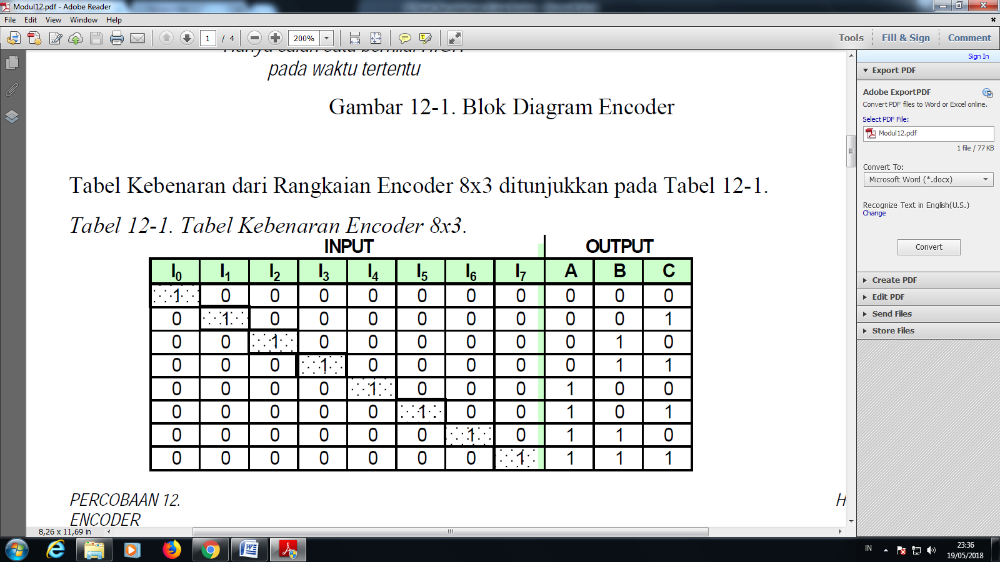 Modul12.pdf - Adobe Reader
File Edit View Window Help
1 / 4 200% Tools Fill & Sign Comment
pada waktu tertentu
Gambar 12-1. Blok Diagram Encoder
Tabel Kebenaran dari Rangkaian Encoder 8x3 ditunjukkan pada Tabel 12-1.
Tabel 12-1. Tabel Kebenaran Encoder 8x3.
INPUT OUTPUT
I0 I1 I2 I3 I4 I5 I6 I7 A B C
1 0 0 0 0 0 0 0 0 0 0
0 1 0 0 0 0 0 0 0 0 1
0 0 1 0 0 0 0 0 0 1 0
0 0 0 1 0 0 0 0 0 1 1
0 0 0 0 1 0 0 0 1 0 0
0 0 0 0 0 1 0 0 1 0 1
0 0 0 0 0 0 1 0 1 1 0
0 0 0 0 0 0 0 1 1 1 1
PERCOBAAN 12. H
ENCODER
8,26 x 11,69 in
Sign In
Export PDF
Adobe ExportPDF
Convert PDF files to Word or Excel online.
Select PDF File:
Modul12.pdf
1 file / 77 KB
Convert To:
Microsoft Word (*.docx)
Recognize Text in English(U.S.)
Change
Convert
Create PDF
Edit PDF
Send Files
Store Files
IN 23:36
19/05/2018